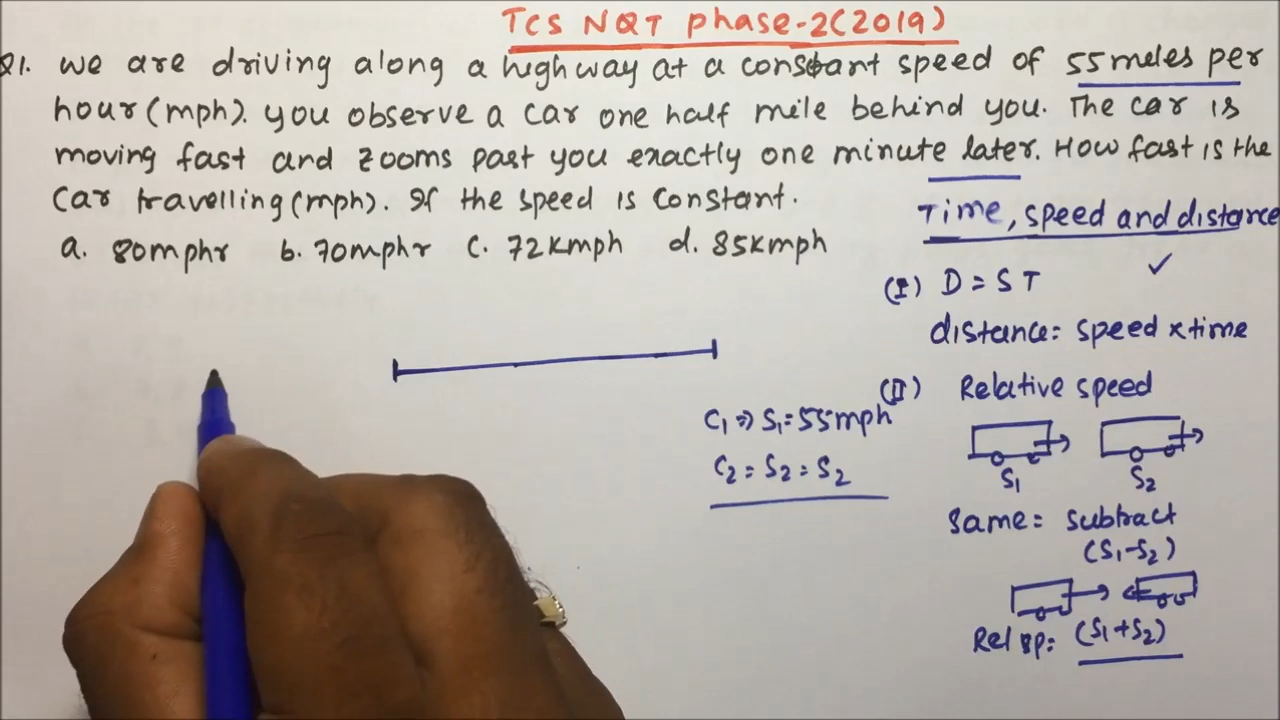 TCS NQT Phase-2(2019)
Q1. we are driving along a highway at a constant speed of 55 meles per
hour(mph). you observe a car one half mile behind you. The car is
moving fast and zooms past you exactly one minute later. How fast is the
car travelling(mph). If the speed is constant.
a. 80mphr b. 70mphr c. 72kmph d. 85kmph
Time, speed and distance
(I) D = S T
distance: speed x time
(II) Relative speed
S1 S2
same = subtract
(S1-S2)
Rel sp: (S1+S2)
C1 => S1 = 55mph
C2 = S2 = S2